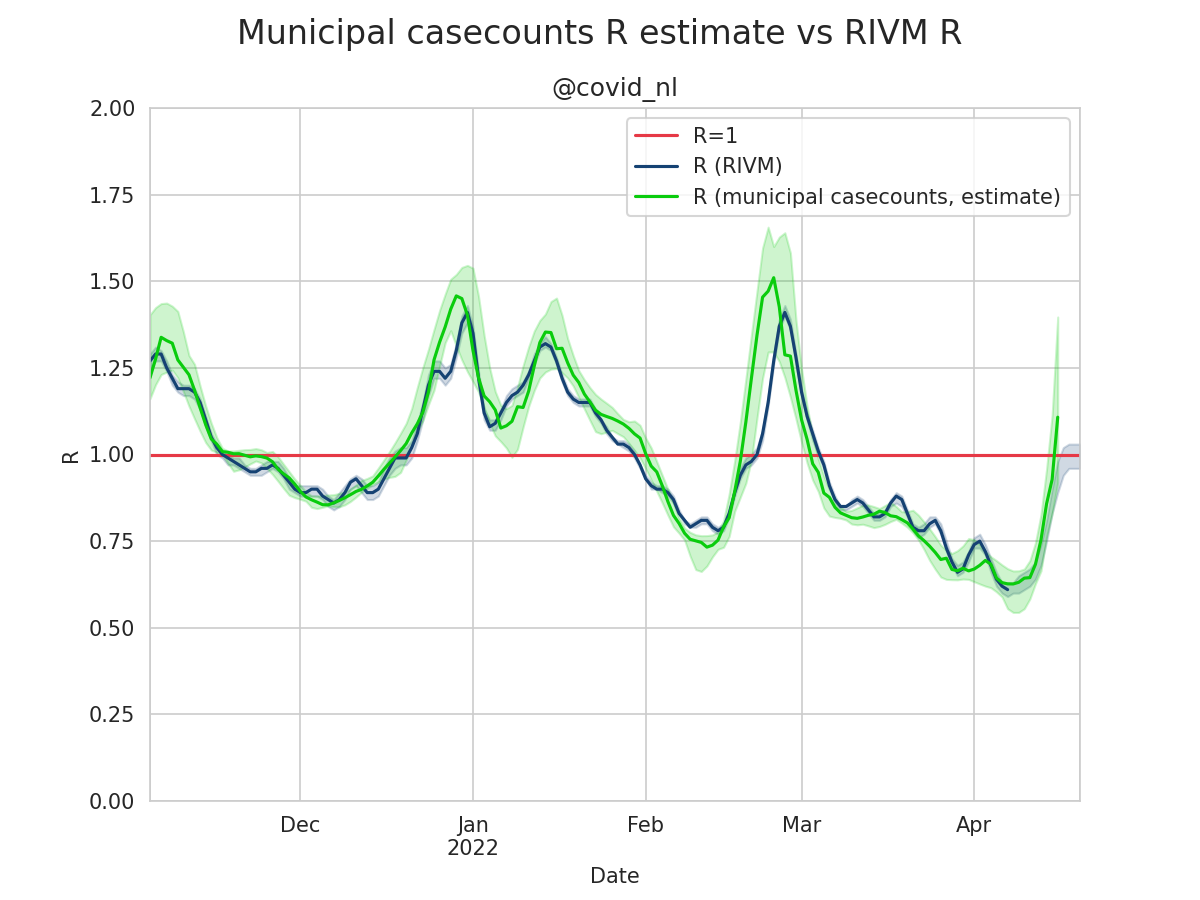 Municipal casecounts R estimate vs RIVM R
@covid_nl
2.00
1.75
1.50
1.25
1.00
0.75
0.50
0.25
0.00
R
R=1
R (RIVM)
R (municipal casecounts, estimate)
Dec
Jan
2022
Feb
Mar
Apr
Date